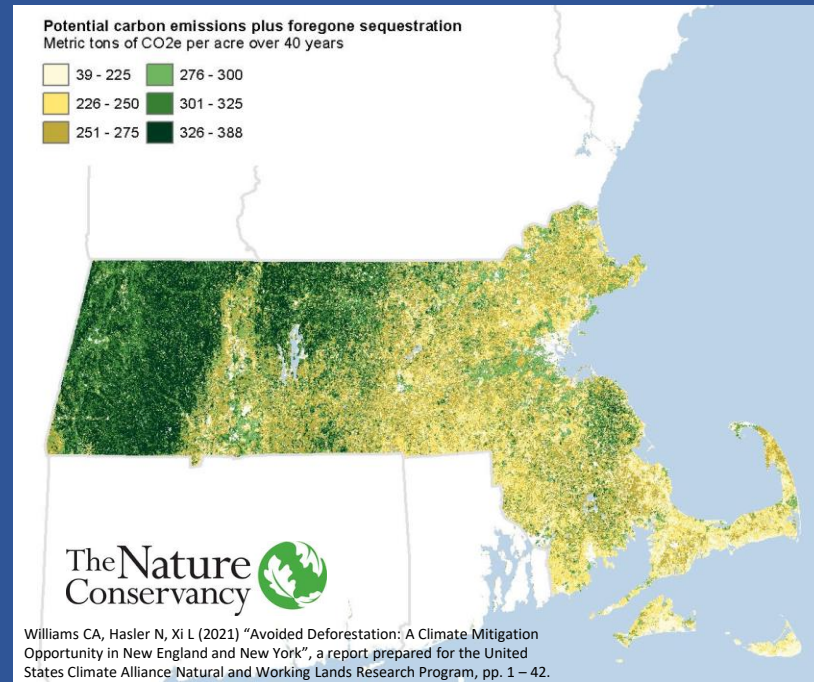 Potential carbon emissions plus foregone sequestration
Metric tons of CO2e per acre over 40 years
39 - 225
276 - 300
226 - 250
301 - 325
251 - 275
326 - 388
The Nature
Conservancy
Williams CA, Hasler N, Xi L (2021) “Avoided Deforestation: A Climate Mitigation
Opportunity in New England and New York”, a report prepared for the United
States Climate Alliance Natural and Working Lands Research Program, pp. 1 – 42.